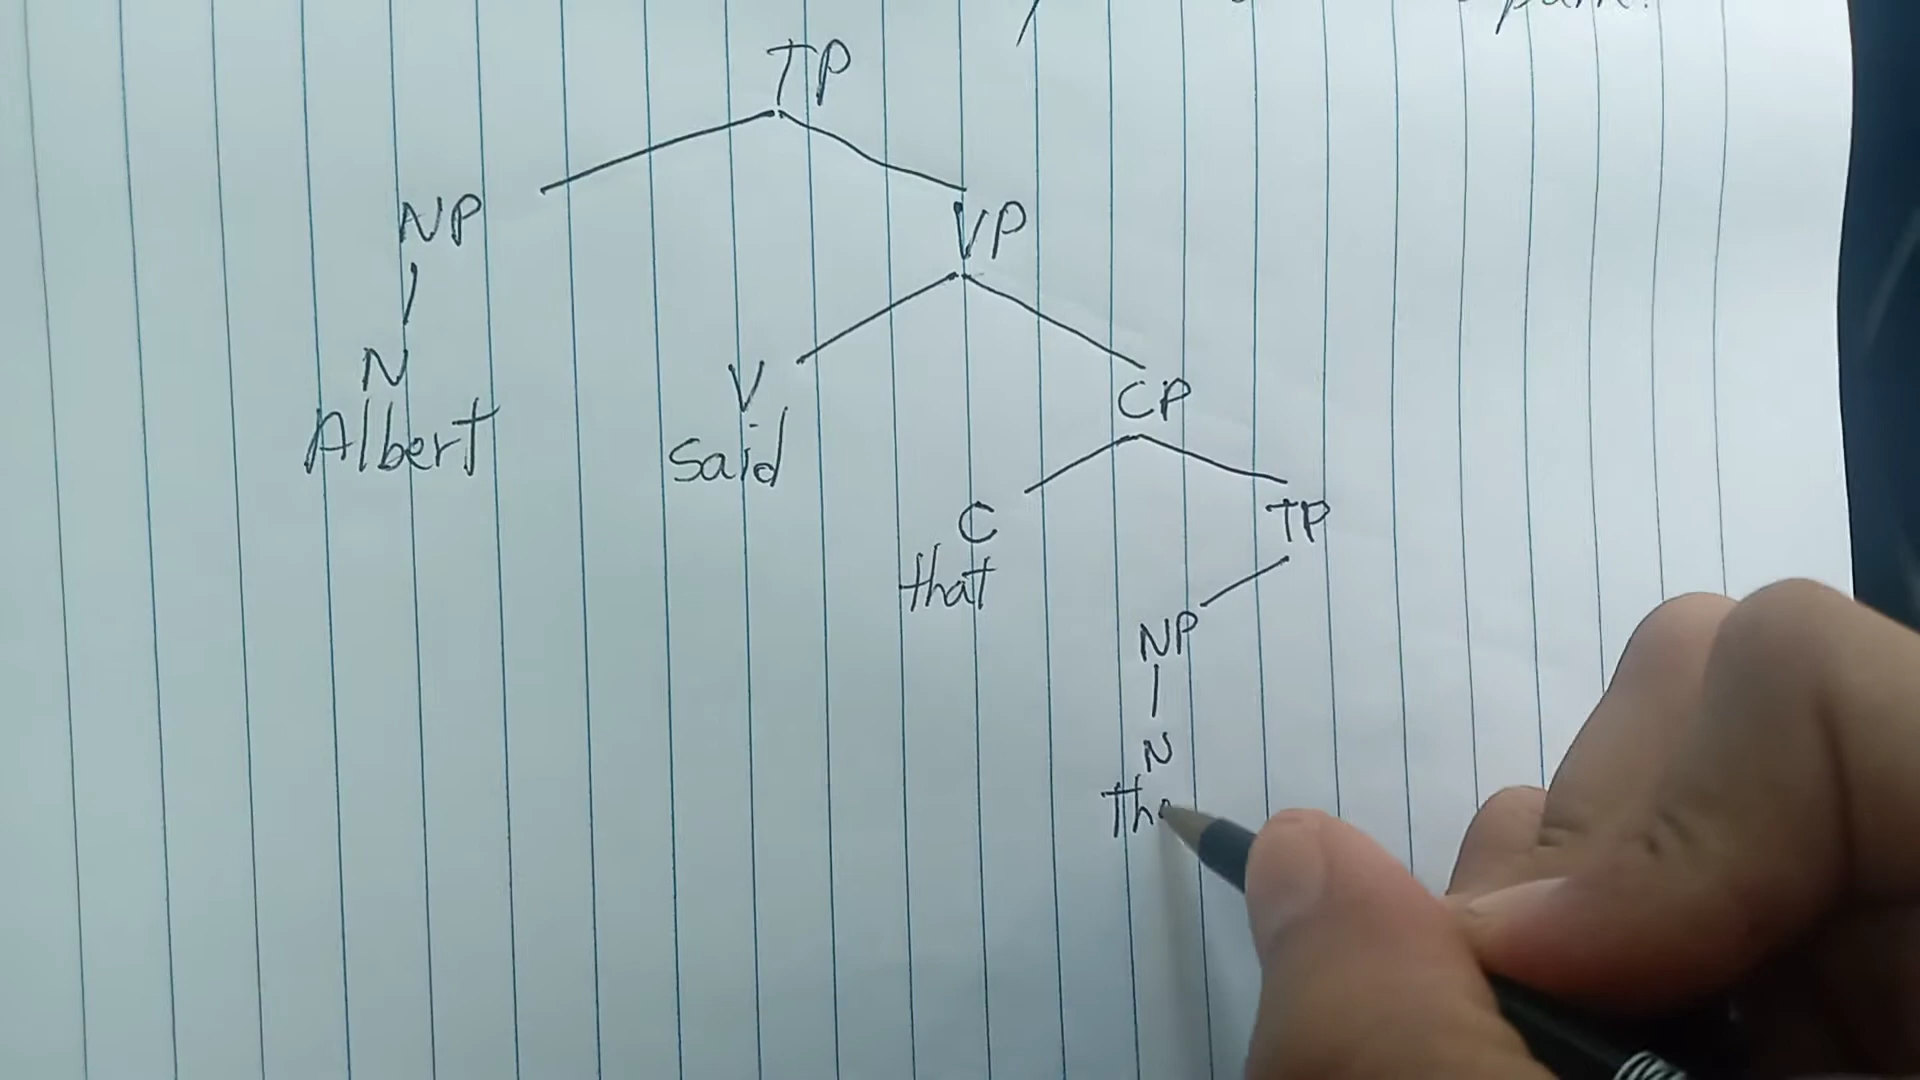 TP
NP VP
N V CP
Albert Said
C TP
that
NP
N